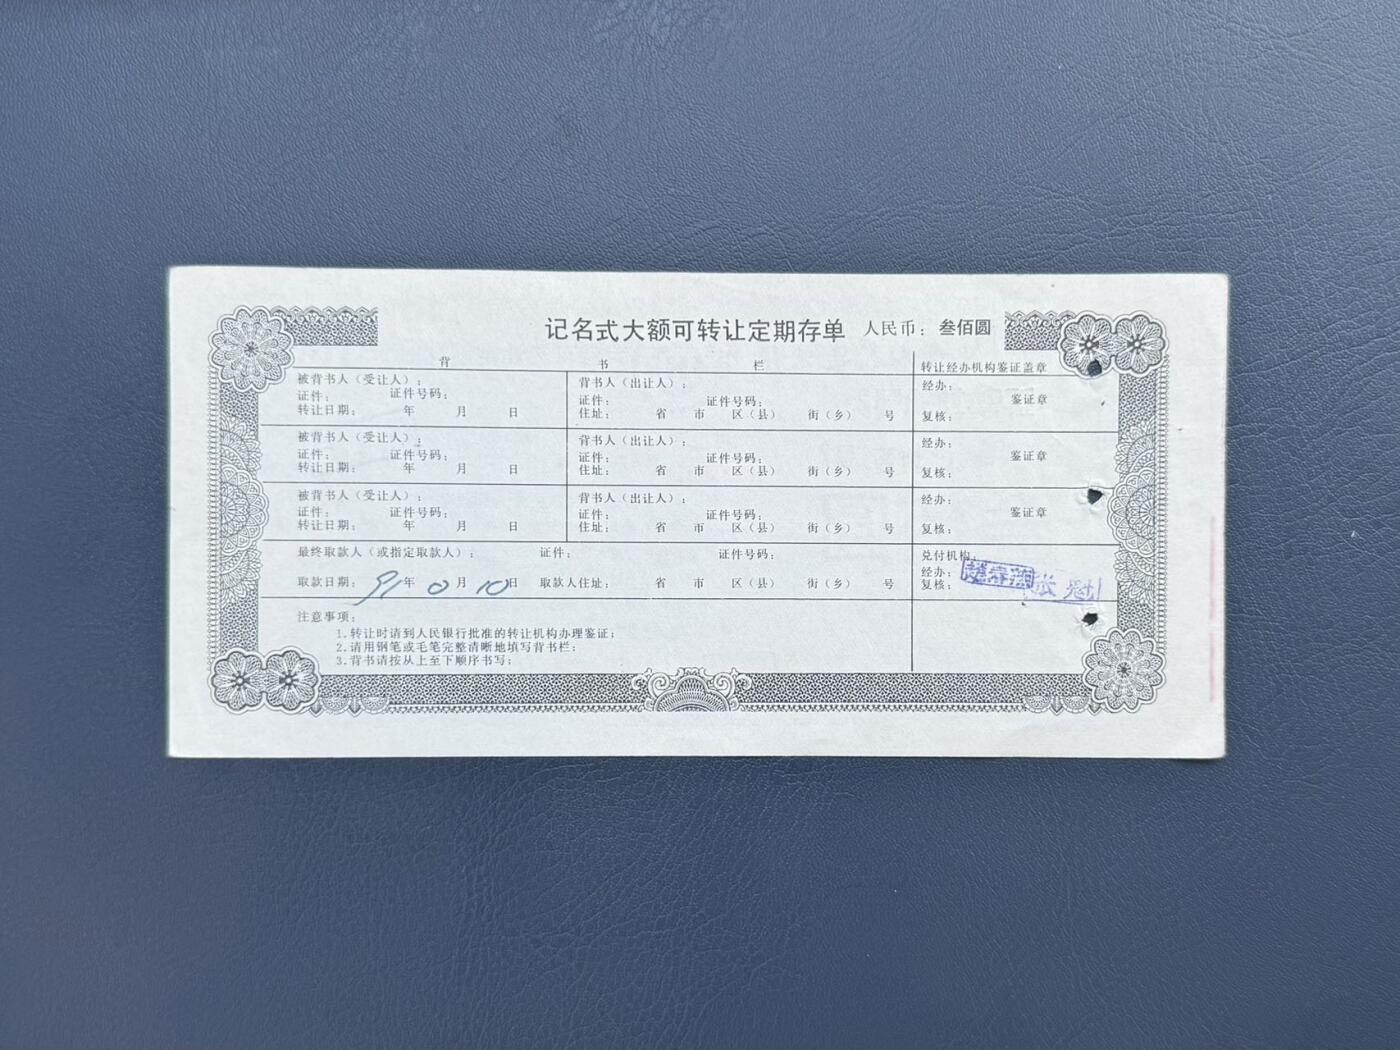 记名式大额可转让定期存单 人民币：叁佰圆
背 书 栏 转让经办机构鉴证盖章
被背书人（受让人）： 背书人（出让人）： 经办：
证件： 证件号码： 证件： 证件号码： 鉴证章
转让日期： 年 月 日 住址： 省 市 区（县） 街（乡） 号 复核：
被背书人（受让人）： 背书人（出让人）： 经办：
证件： 证件号码： 证件： 证件号码： 鉴证章
转让日期： 年 月 日 住址： 省 市 区（县） 街（乡） 号 复核：
被背书人（受让人）： 背书人（出让人）： 经办：
证件： 证件号码： 证件： 证件号码： 鉴证章
转让日期： 年 月 日 住址： 省 市 区（县） 街（乡） 号 复核：
最终取款人（或指定取款人）： 证件： 证件号码： 兑付机构：
经办：
取款日期： 91年 月 10日 取款人住址： 省 市 区（县） 街（乡） 号 复核：
注意事项：
1.转让时请到人民银行批准的转让机构办理鉴证；
2.请用钢笔或毛笔完整清晰地填写背书栏；
3.背书请按从上至下顺序书写；